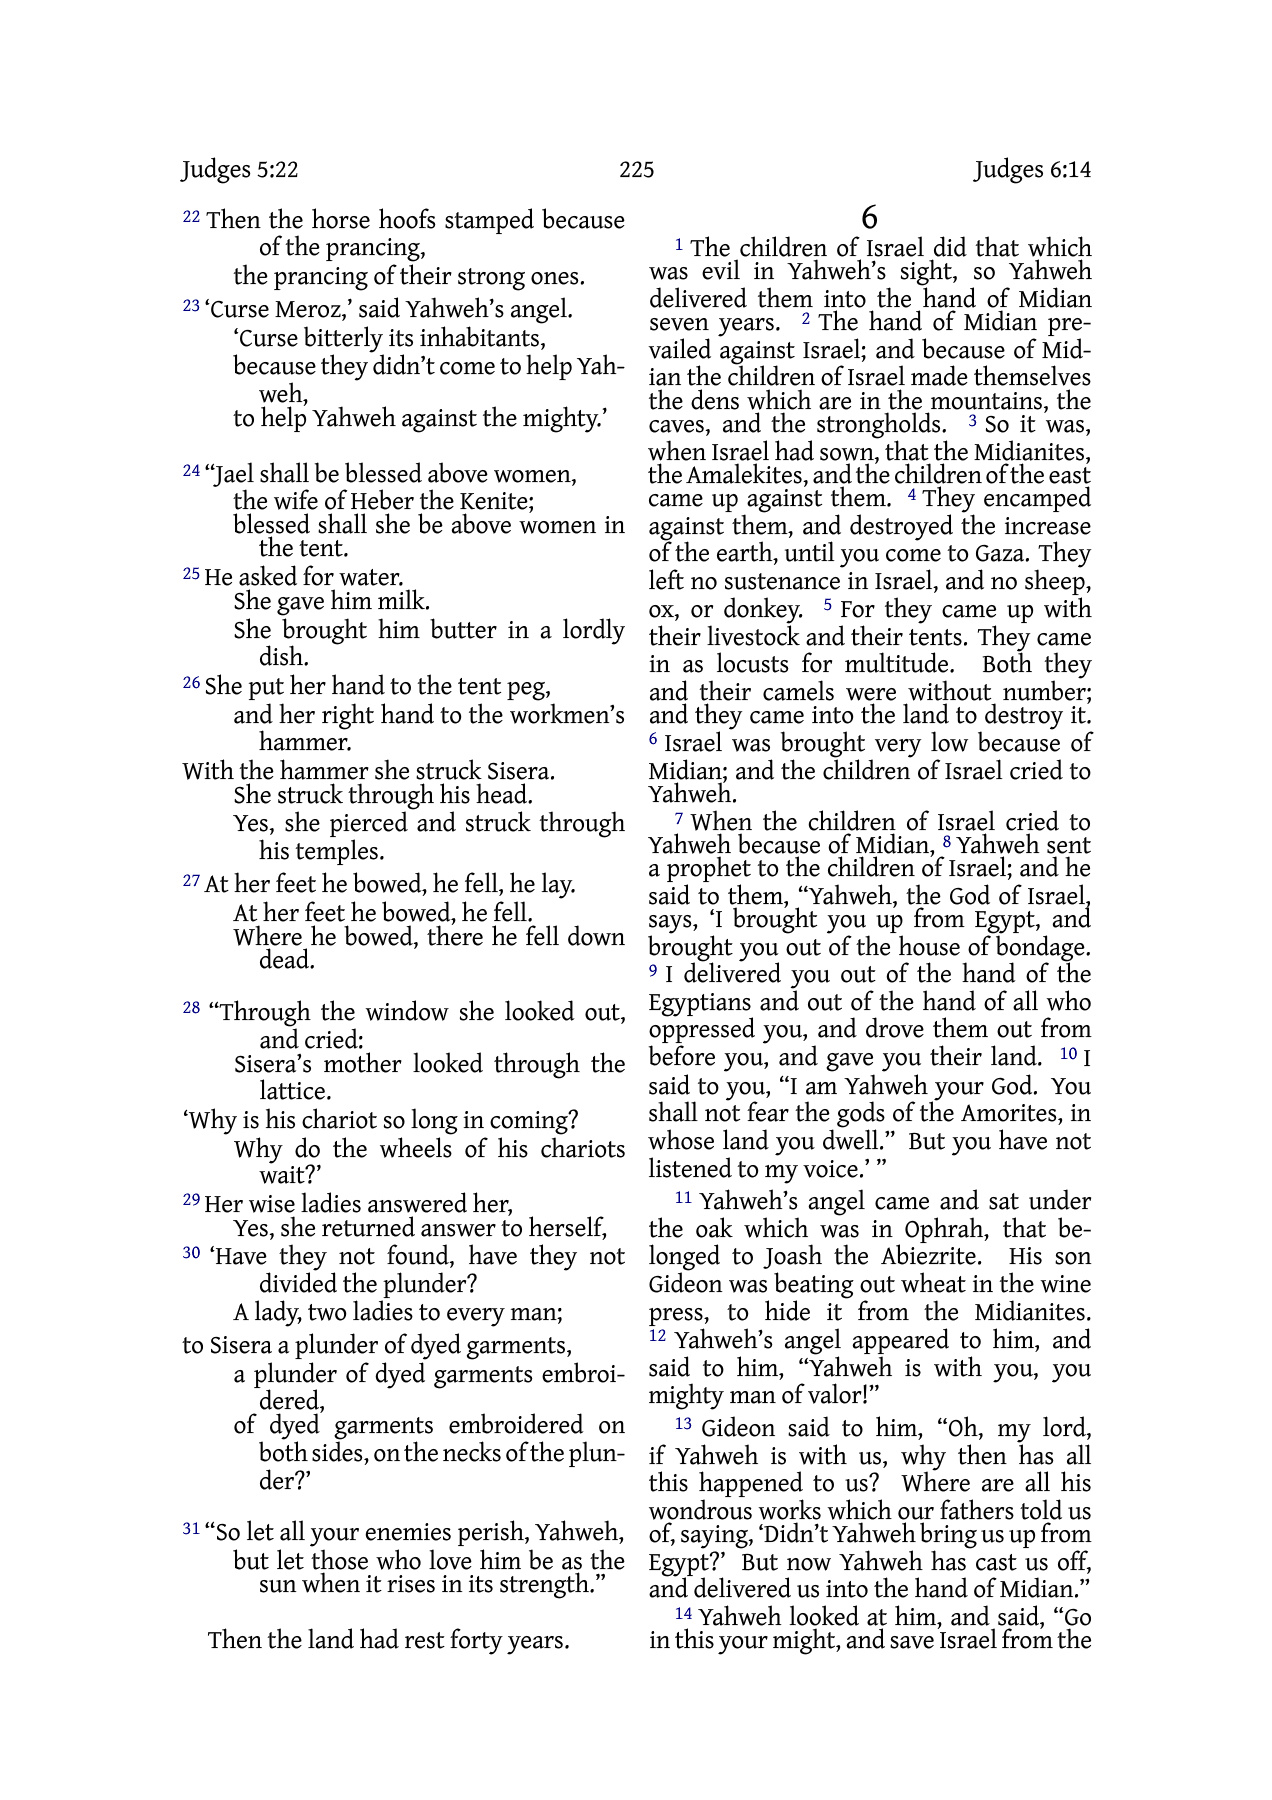 Judges 5:22 225 Judges 6:14
22 Then the horse hoofs stamped because
of the prancing,
the prancing of their strong ones.
23 ‘Curse Meroz,’ said Yahweh’s angel.
‘Curse bitterly its inhabitants,
because they didn’t come to help Yah-
weh,
to help Yahweh against the mighty.’
24 “Jael shall be blessed above women,
the wife of Heber the Kenite;
blessed shall she be above women in
the tent.
25 He asked for water.
She gave him milk.
She brought him butter in a lordly
dish.
26 She put her hand to the tent peg,
and her right hand to the workmen’s
hammer.
With the hammer she struck Sisera.
She struck through his head.
Yes, she pierced and struck through
his temples.
27 At her feet he bowed, he fell, he lay.
At her feet he bowed, he fell.
Where he bowed, there he fell down
dead.
28 “Through the window she looked out,
and cried:
Sisera’s mother looked through the
lattice.
‘Why is his chariot so long in coming?
Why do the wheels of his chariots
wait?’
29 Her wise ladies answered her,
Yes, she returned answer to herself,
30 ‘Have they not found, have they not
divided the plunder?
A lady, two ladies to every man;
to Sisera a plunder of dyed garments,
a plunder of dyed garments embroi-
dered,
of dyed garments embroidered on
both sides, on the necks of the plun-
der?’
31 “So let all your enemies perish, Yahweh,
but let those who love him be as the
sun when it rises in its strength.”
Then the land had rest forty years.
6
1 The children of Israel did that which
was evil in Yahweh’s sight, so Yahweh
delivered them into the hand of Midian
seven years. 2 The hand of Midian pre-
vailed against Israel; and because of Mid-
ian the children of Israel made themselves
the dens which are in the mountains, the
caves, and the strongholds. 3 So it was,
when Israel had sown, that the Midianites,
the Amalekites, and the children of the east
came up against them. 4 They encamped
against them, and destroyed the increase
of the earth, until you come to Gaza. They
left no sustenance in Israel, and no sheep,
ox, or donkey. 5 For they came up with
their livestock and their tents. They came
in as locusts for multitude. Both they
and their camels were without number;
and they came into the land to destroy it.
6 Israel was brought very low because of
Midian; and the children of Israel cried to
Yahweh.
7 When the children of Israel cried to
Yahweh because of Midian, 8 Yahweh sent
a prophet to the children of Israel; and he
said to them, “Yahweh, the God of Israel,
says, ‘I brought you up from Egypt, and
brought you out of the house of bondage.
9 I delivered you out of the hand of the
Egyptians and out of the hand of all who
oppressed you, and drove them out from
before you, and gave you their land. 10 I
said to you, “I am Yahweh your God. You
shall not fear the gods of the Amorites, in
whose land you dwell.” But you have not
listened to my voice.’ ”
11 Yahweh’s angel came and sat under
the oak which was in Ophrah, that be-
longed to Joash the Abiezrite. His son
Gideon was beating out wheat in the wine
press, to hide it from the Midianites.
12 Yahweh’s angel appeared to him, and
said to him, “Yahweh is with you, you
mighty man of valor!”
13 Gideon said to him, “Oh, my lord,
if Yahweh is with us, why then has all
this happened to us? Where are all his
wondrous works which our fathers told us
of, saying, ‘Didn’t Yahweh bring us up from
Egypt?’ But now Yahweh has cast us off,
and delivered us into the hand of Midian.”
14 Yahweh looked at him, and said, “Go
in this your might, and save Israel from the